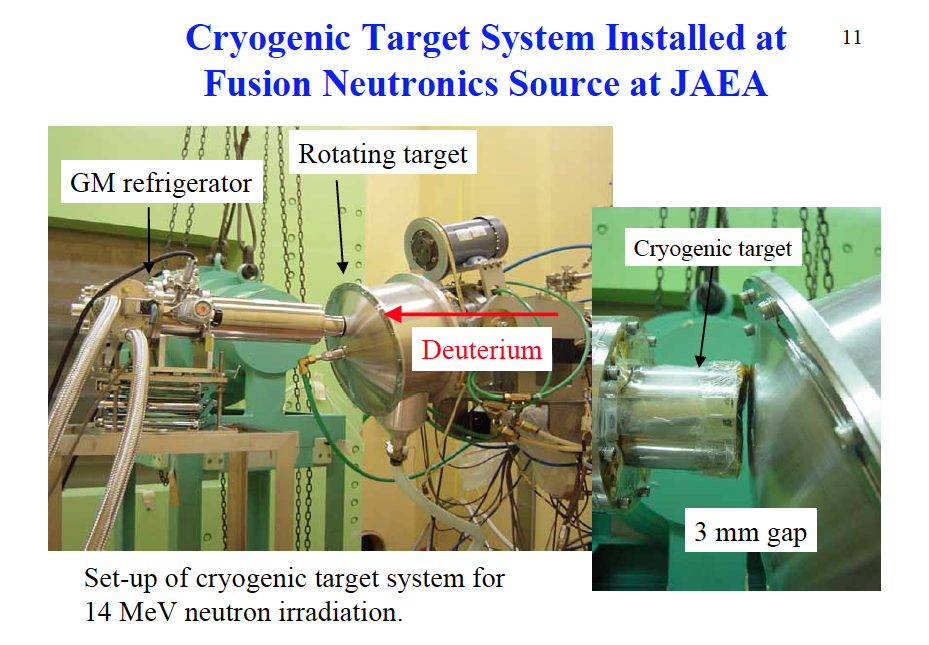 Cryogenic Target System Installed at
Fusion Neutronics Source at JAEA
11
Rotating target
GM refrigerator
Cryogenic target
Deuterium
3 mm gap
Set-up of cryogenic target system for
14 MeV neutron irradiation.